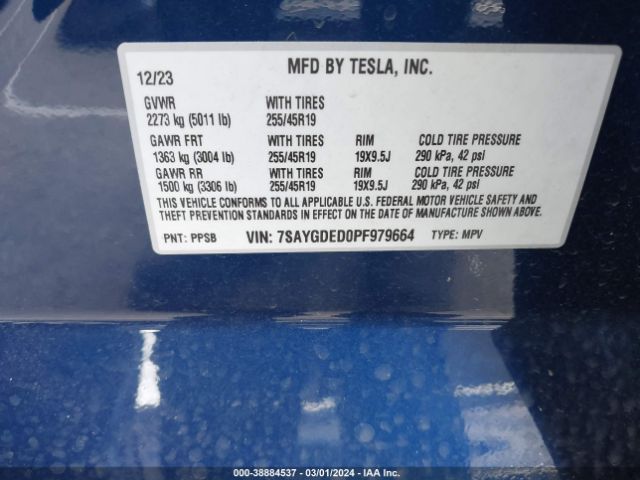 MFD BY TESLA, INC.
12/23
GVWR WITH TIRES
2273 kg (5011 lb) 255/45R19
GAWR FRT WITH TIRES RIM COLD TIRE PRESSURE
1363 kg (3004 lb) 255/45R19 19X9.5J 290 kPa, 42 psi
GAWR RR WITH TIRES RIM COLD TIRE PRESSURE
1500 kg (3306 lb) 255/45R19 19X9.5J 290 kPa, 42 psi
THIS VEHICLE CONFORMS TO ALL APPLICABLE U.S. FEDERAL MOTOR VEHICLE SAFETY AND
THEFT PREVENTION STANDARDS IN EFFECT ON THE DATE OF MANUFACTURE SHOWN ABOVE.
PNT: PPSB VIN: 7SAYGDED0PF979664 TYPE: MPV
000-38884537 - 03/01/2024 - IAA Inc.